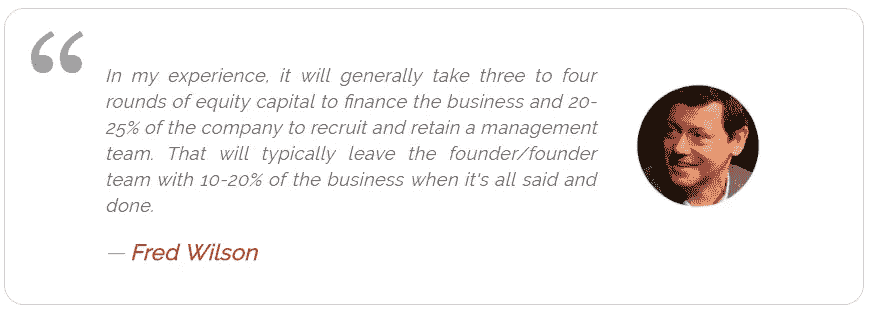 “
In my experience, it will generally take three to four
rounds of equity capital to finance the business and 20-
25% of the company to recruit and retain a management
team. That will typically leave the founder/founder
team with 10-20% of the business when it's all said and
done.
— Fred Wilson